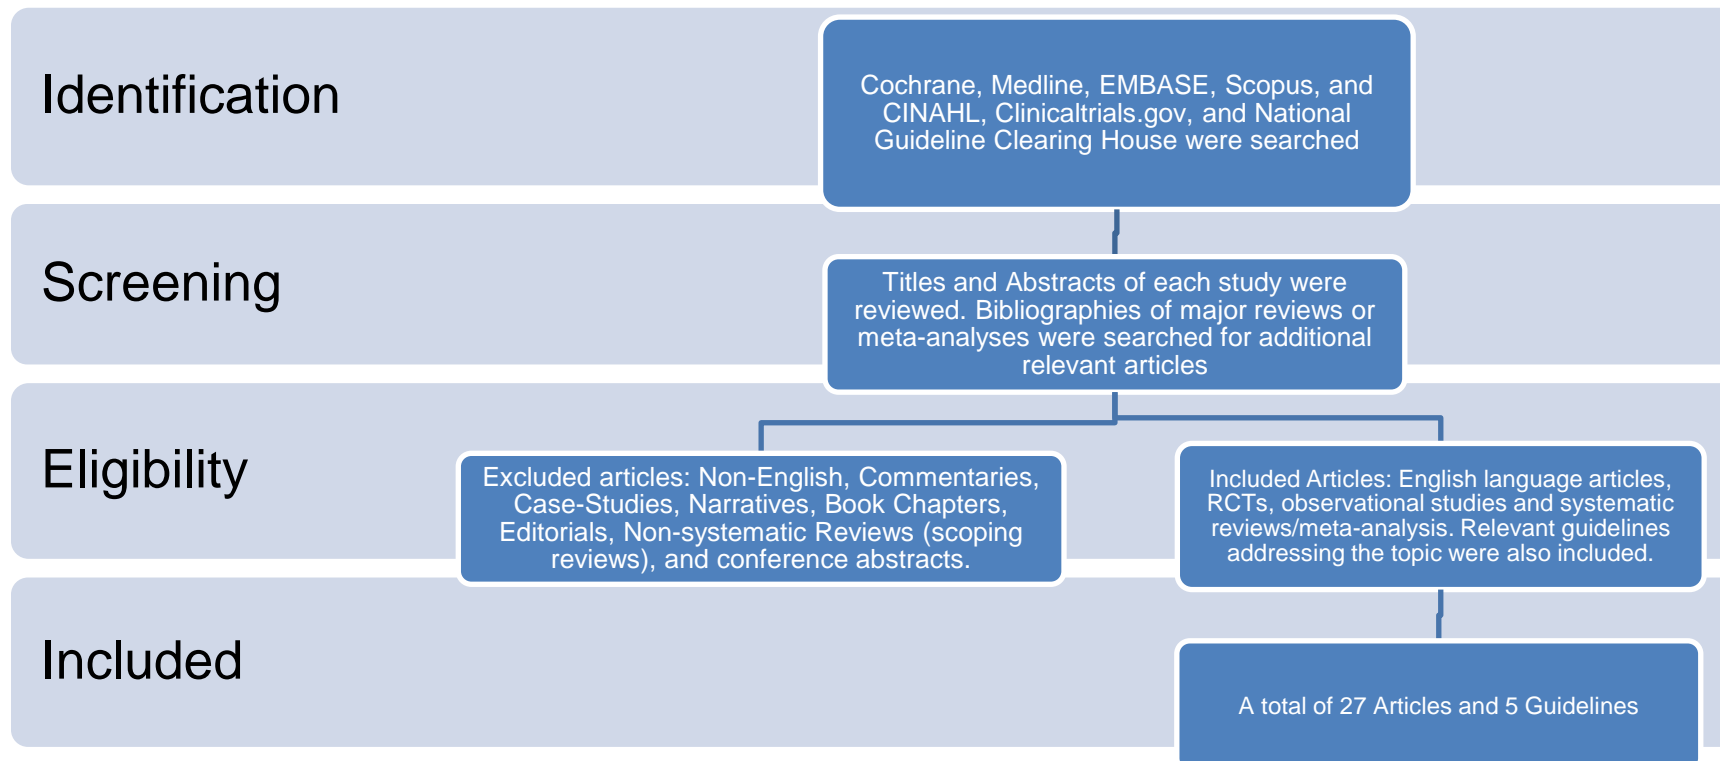 Identification
Cochrane, Medline, EMBASE, Scopus, and
CINAHL, Clinicaltrials.gov, and National
Guideline Clearing House were searched
Screening
Titles and Abstracts of each study were
reviewed. Bibliographies of major reviews or
meta-analyses were searched for additional
relevant articles
Eligibility
Excluded articles: Non-English, Commentaries,
Case-Studies, Narratives, Book Chapters,
Editorials, Non-systematic Reviews (scoping
reviews), and conference abstracts.
Included Articles: English language articles,
RCTs, observational studies and systematic
reviews/meta-analysis. Relevant guidelines
addressing the topic were also included.
Included
A total of 27 Articles and 5 Guidelines